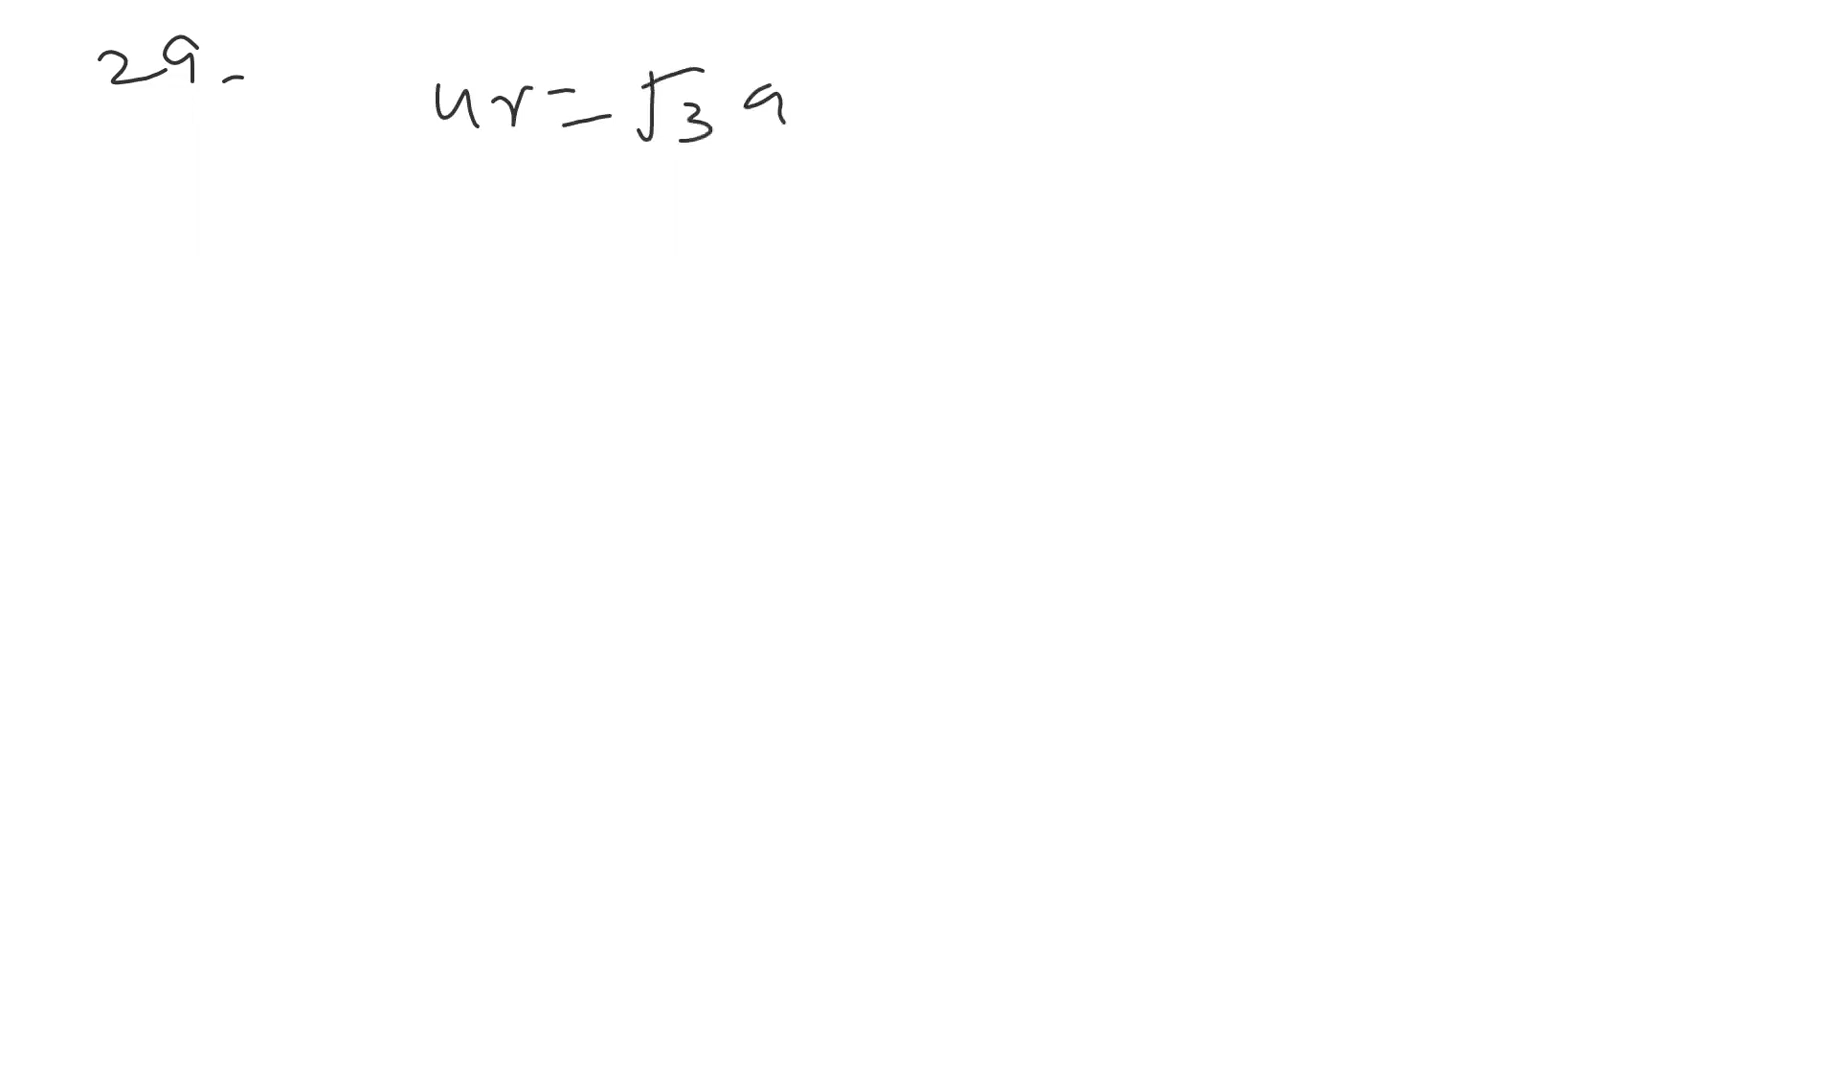 29-
4r = √3 a